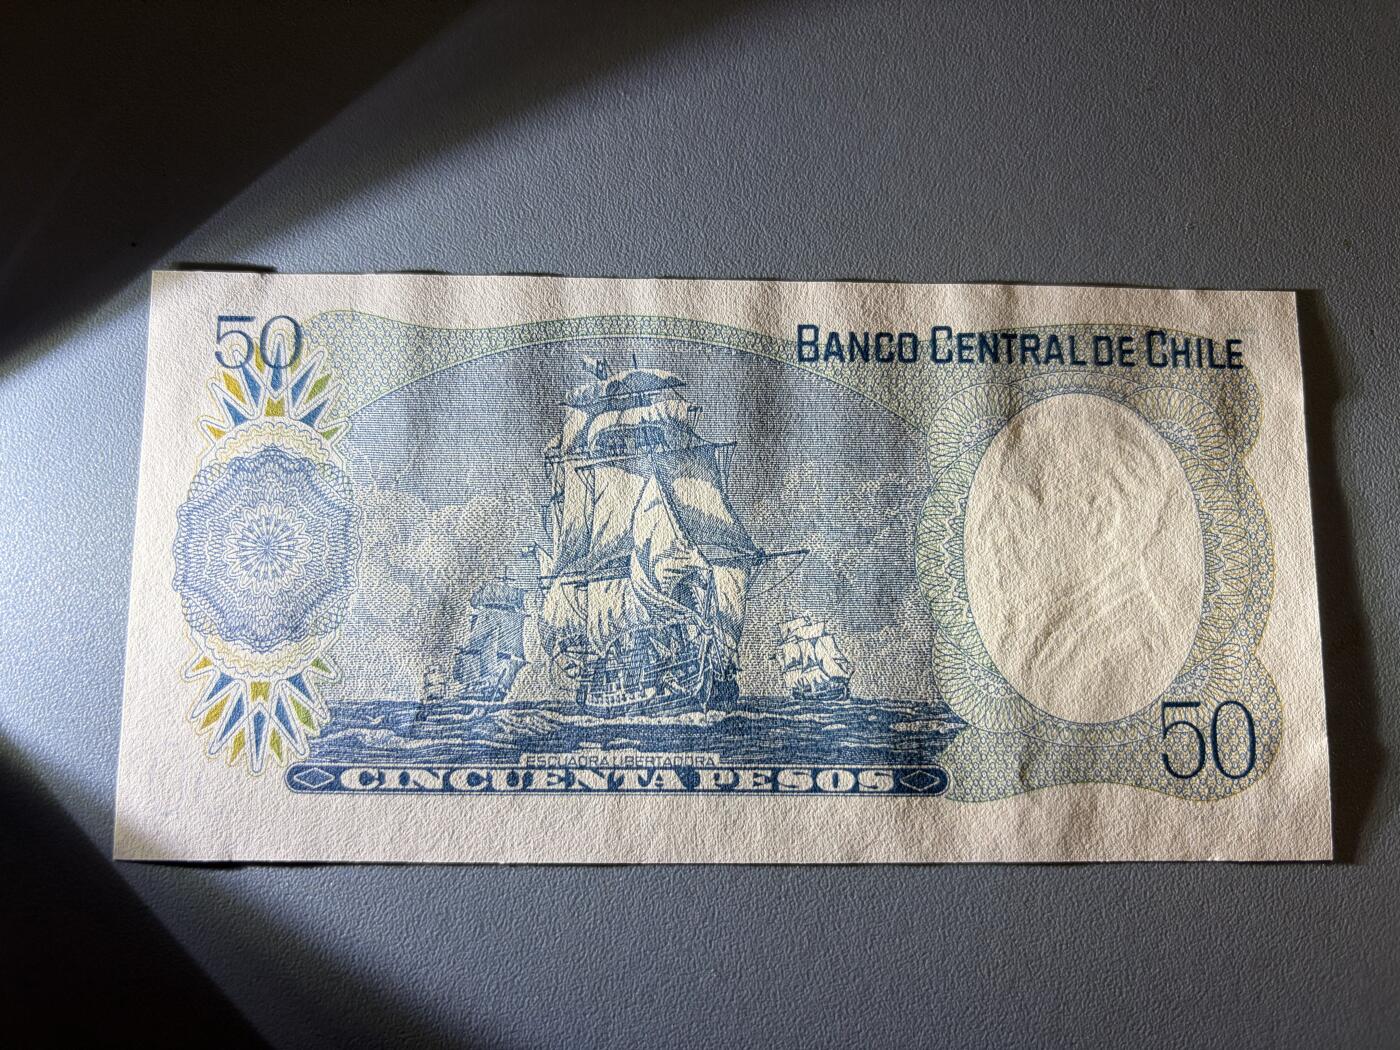 50
BANCO CENTRAL DE CHILE
ESCUADRA LIBERTADORA
CINCUENTA PESOS
50